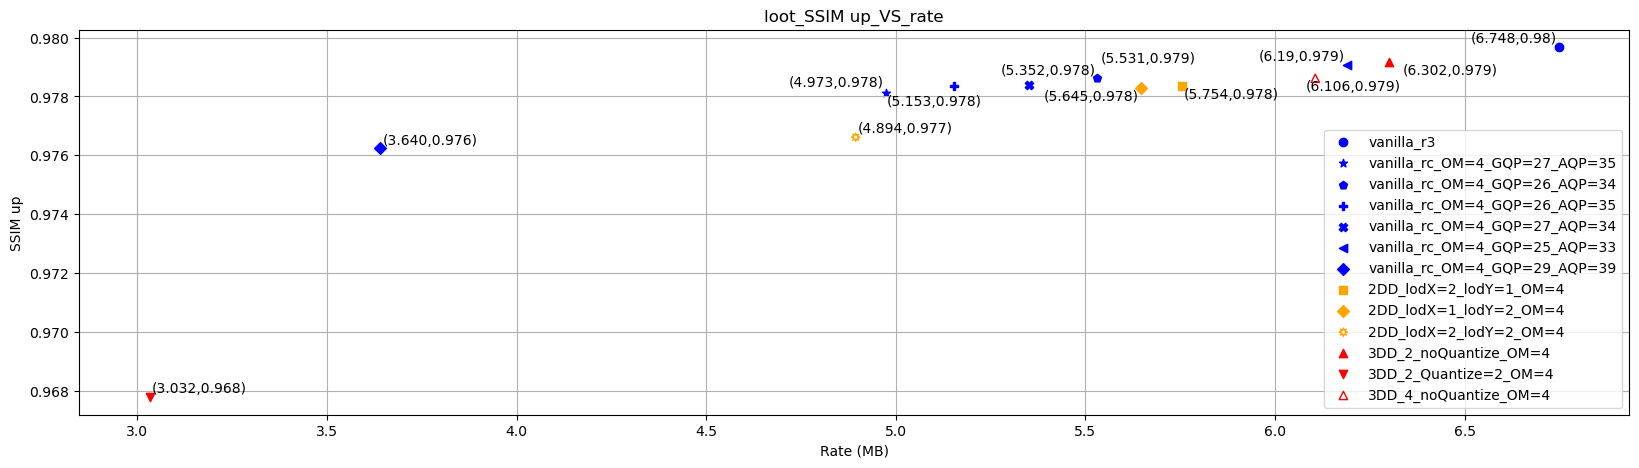 loot_SSIM up_VS_rate
SSIM up
0.980
0.978
0.976
0.974
0.972
0.970
0.968
(6.748,0.98)
(6.19,0.979)
(5.531,0.979)
(5.352,0.978)
(6.302,0.979)
(4.973,0.978)
(6.106,0.979)
(5.645,0.978)
(5.754,0.978)
(5.153,0.978)
(4.894,0.977)
(3.640,0.976)
(3.032,0.968)
vanilla_r3
vanilla_rc_OM=4_GQP=27_AQP=35
vanilla_rc_OM=4_GQP=26_AQP=34
vanilla_rc_OM=4_GQP=26_AQP=35
vanilla_rc_OM=4_GQP=27_AQP=34
vanilla_rc_OM=4_GQP=25_AQP=33
vanilla_rc_OM=4_GQP=29_AQP=39
2DD_lodX=2_lodY=1_OM=4
2DD_lodX=1_lodY=2_OM=4
2DD_lodX=2_lodY=2_OM=4
3DD_2_noQuantize_OM=4
3DD_2_Quantize=2_OM=4
3DD_4_noQuantize_OM=4
3.0 3.5 4.0 4.5 5.0 5.5 6.0 6.5
Rate (MB)